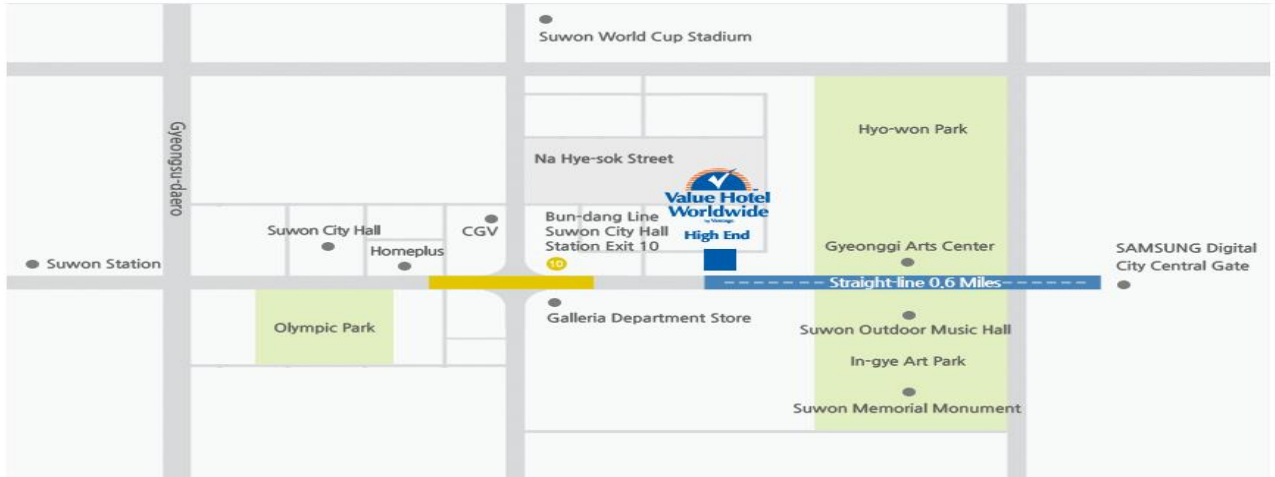 Suwon World Cup Stadium
Gyeongsu-daero
Hyo-won Park
Na Hye-sok Street
Value Hotel
Worldwide
High End
Bun-dang Line
Suwon City Hall
Station Exit 10
10
Suwon City Hall
CGV
Homeplus
Suwon Station
Gyeonggi Arts Center
SAMSUNG Digital
City Central Gate
Straight-line 0.6 Miles
Olympic Park
Galleria Department Store
Suwon Outdoor Music Hall
In-gye Art Park
Suwon Memorial Monument